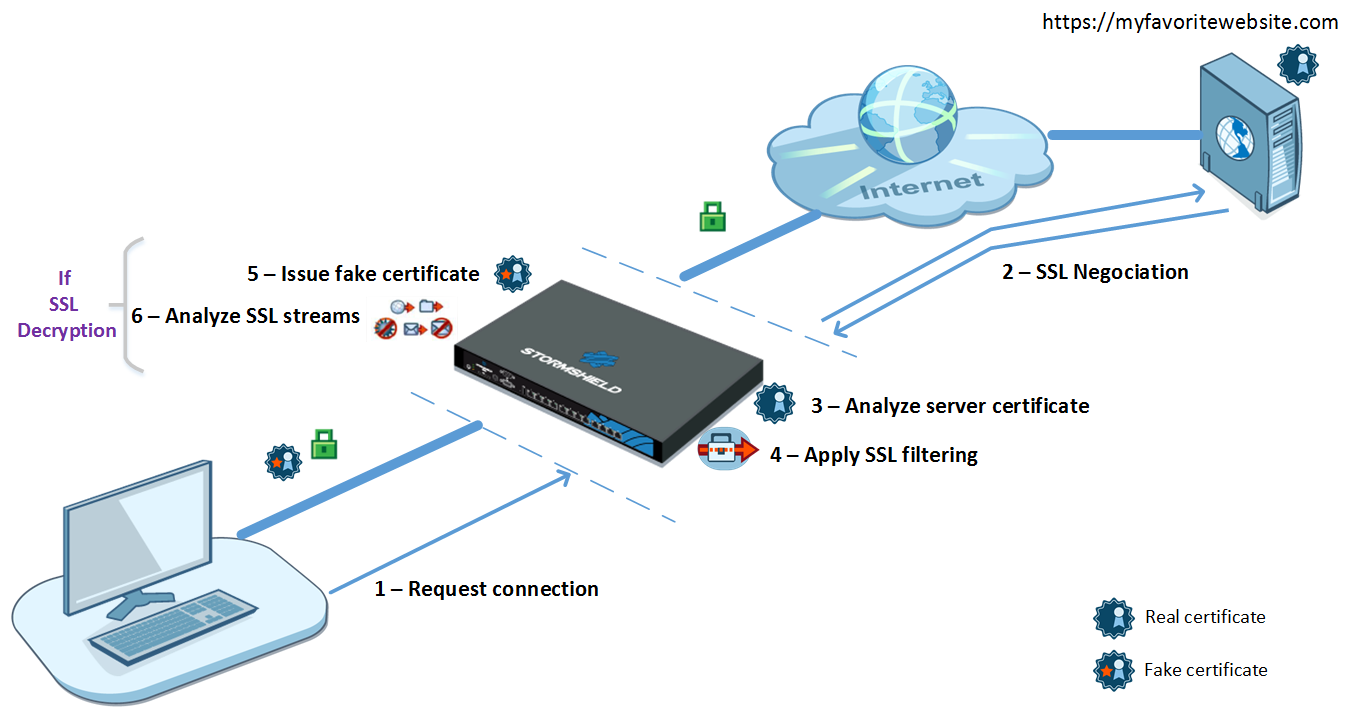 https://myfavoritewebsite.com
Internet
2 – SSL Negociation
5 – Issue fake certificate
If
SSL
Decryption
6 – Analyze SSL streams
STORMSHIELD
3 – Analyze server certificate
4 – Apply SSL filtering
1 – Request connection
Real certificate
Fake certificate